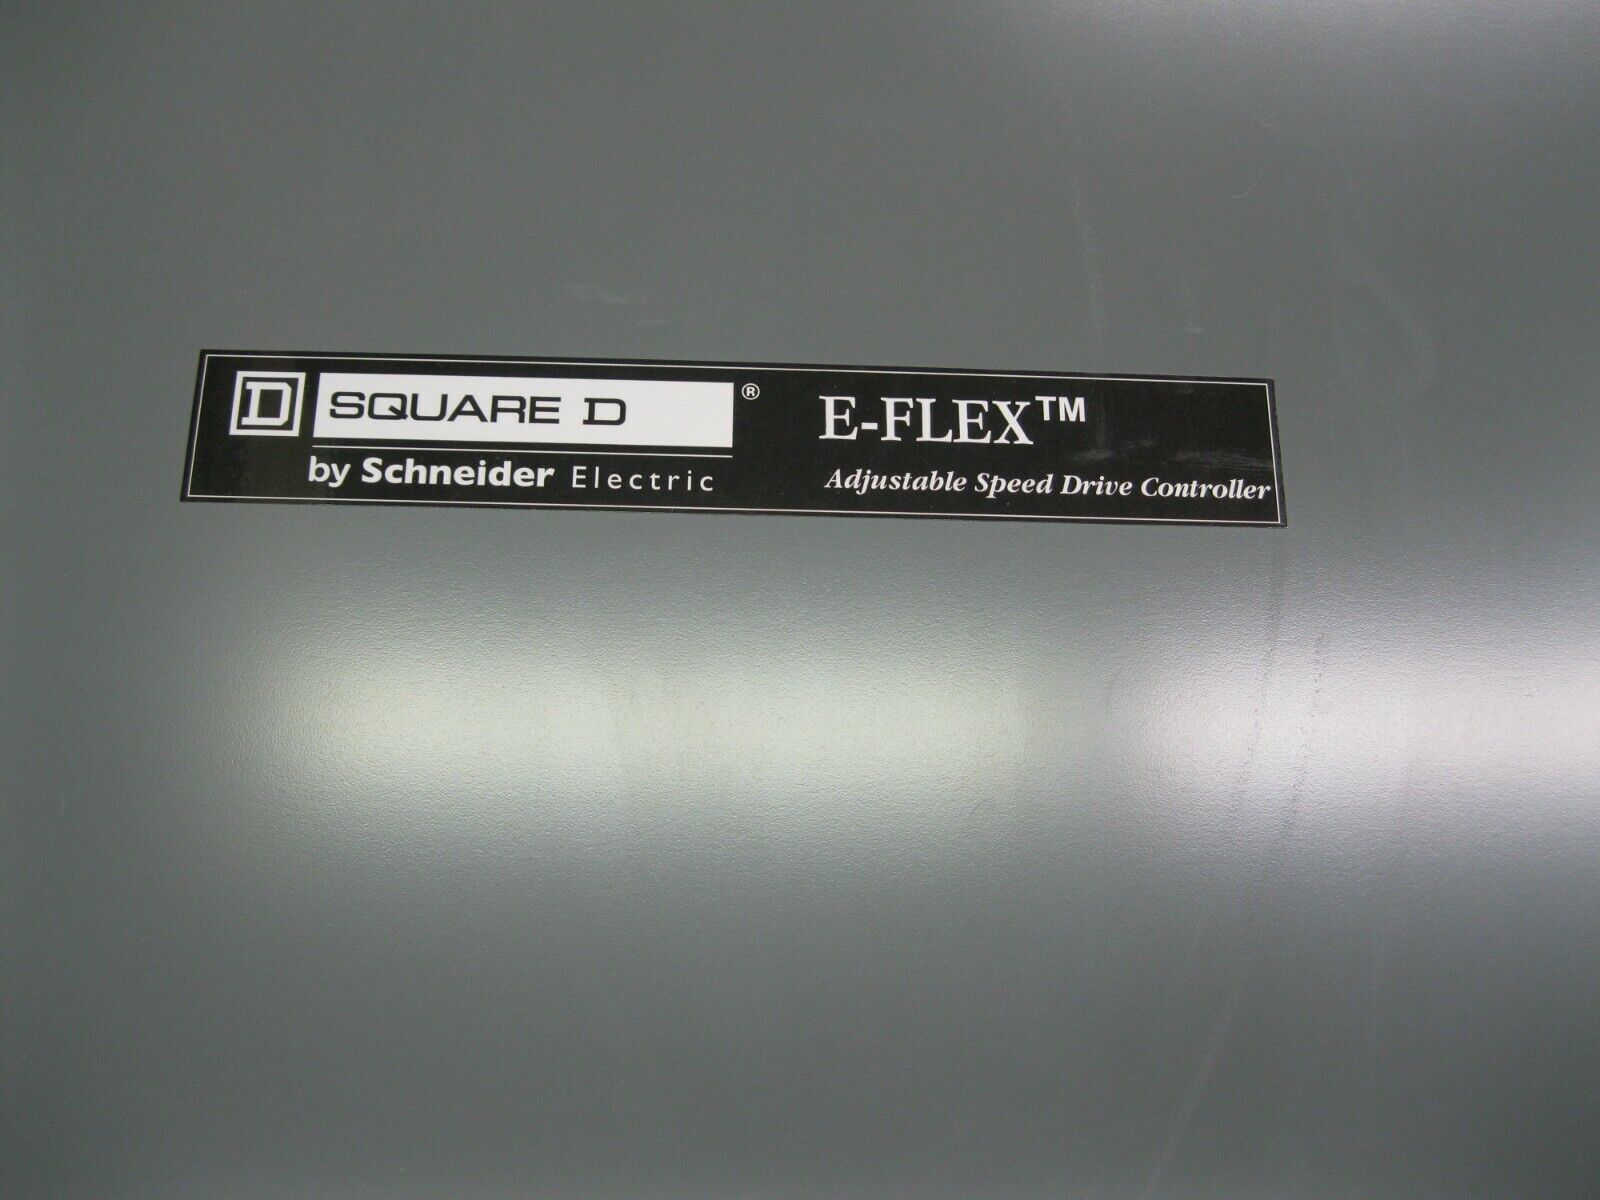 D SQUARE D ®
by Schneider Electric
E-FLEX™
Adjustable Speed Drive Controller